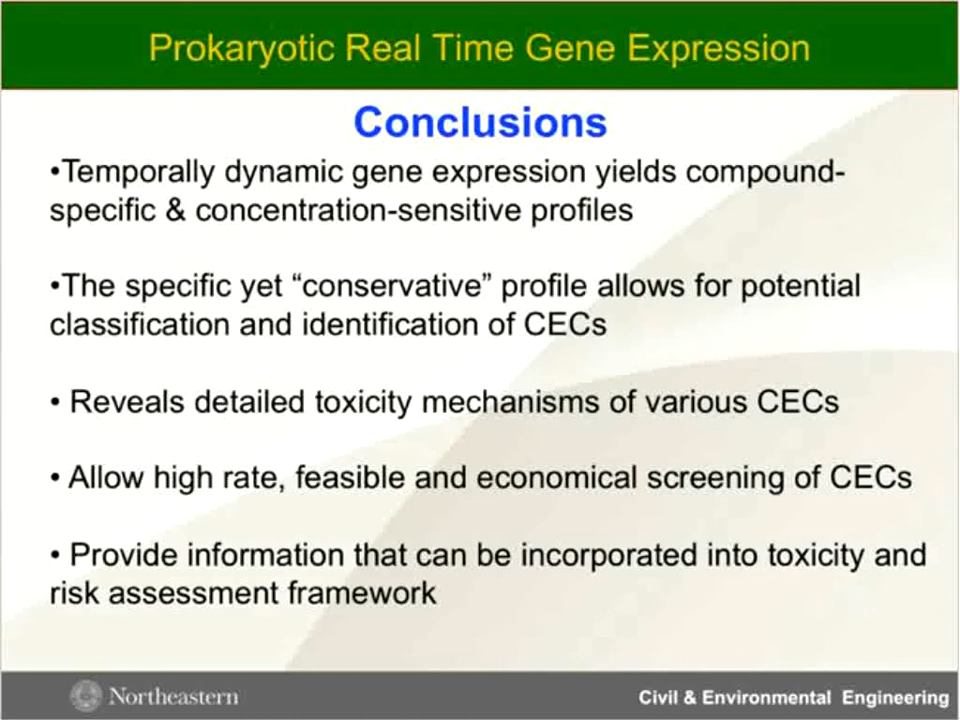 Prokaryotic Real Time Gene Expression
Conclusions
•Temporally dynamic gene expression yields compound-
specific & concentration-sensitive profiles
•The specific yet “conservative” profile allows for potential
classification and identification of CECs
• Reveals detailed toxicity mechanisms of various CECs
• Allow high rate, feasible and economical screening of CECs
• Provide information that can be incorporated into toxicity and
risk assessment framework
Northeastern
Civil & Environmental Engineering